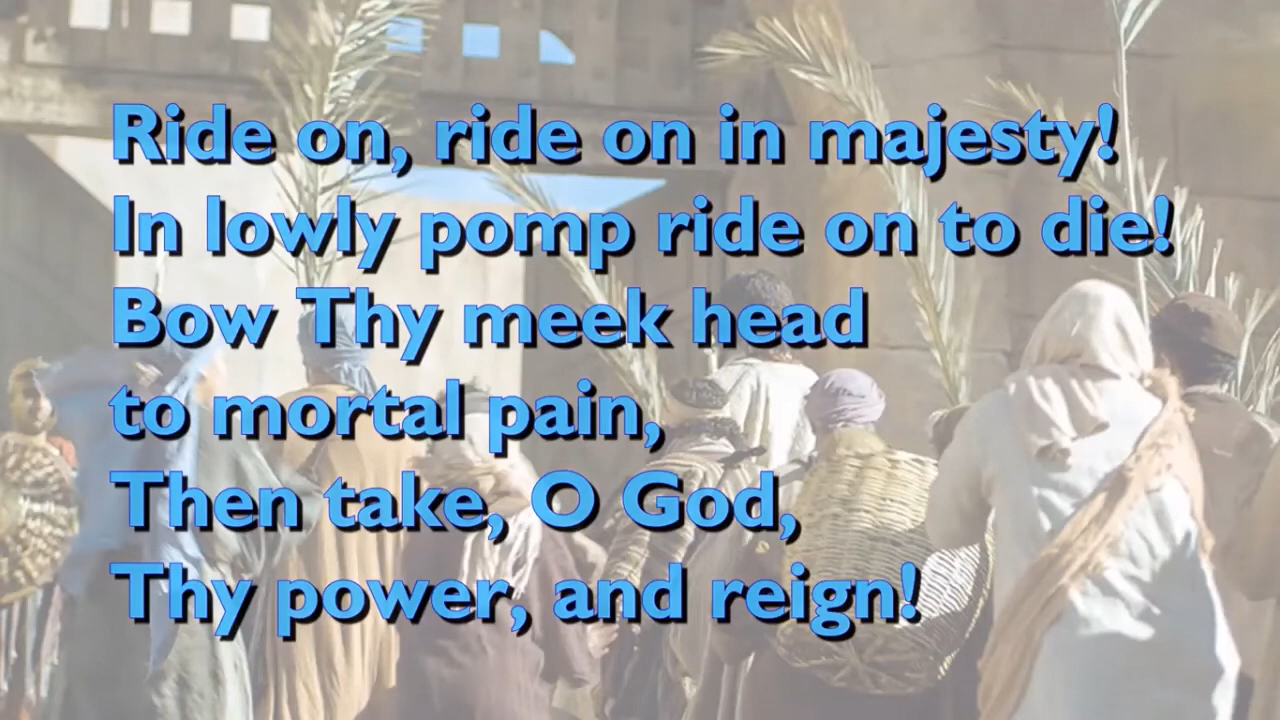 Ride on, ride on in majesty!
In lowly pomp ride on to die!
Bow Thy meek head
to mortal pain,
Then take, O God,
Thy power, and reign!